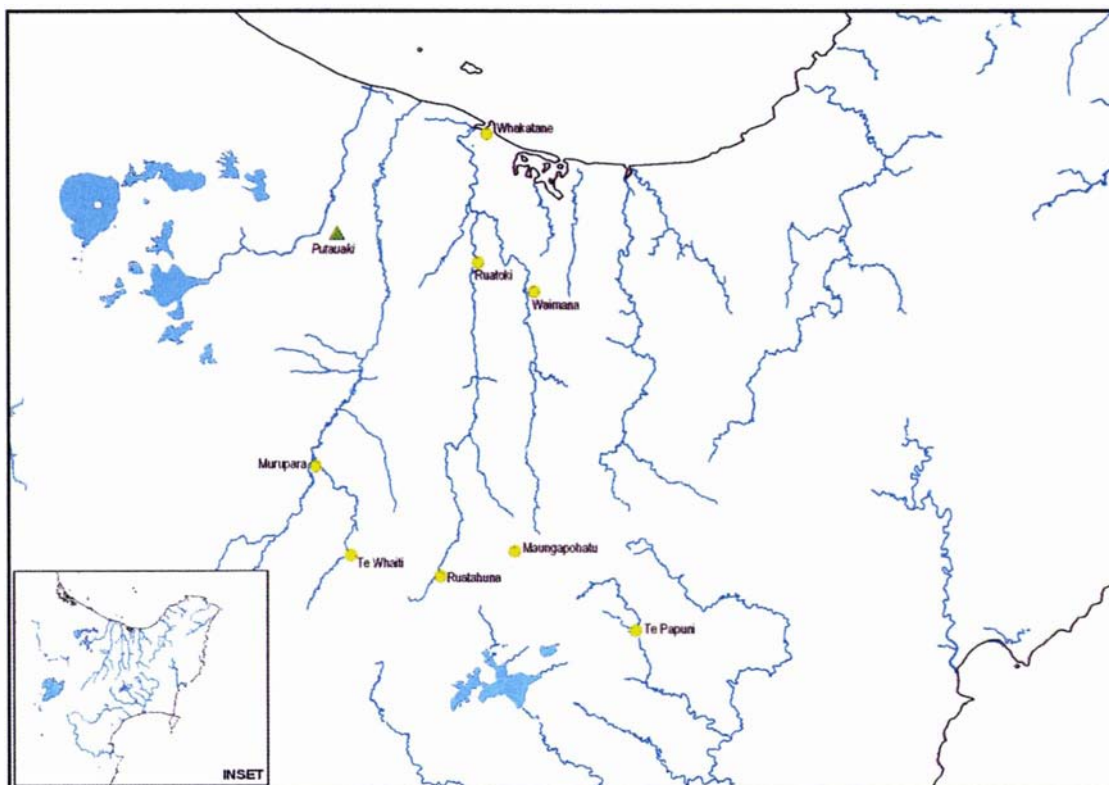 Whakatane
Putauaki
Ruatoki
Waimana
Murupara
Maungapohatu
Te Whaiti
Ruatahuna
Te Papuni
INSET